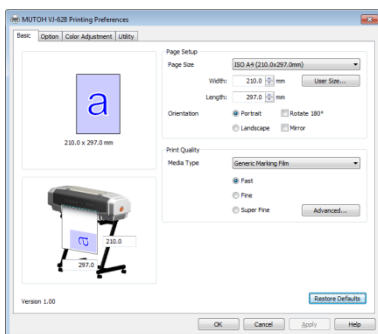 MUTOH VJ-628 Printing Preferences
Basic Option Color Adjustment Utility
a
210.0 x 297.0 mm
a
210.0
297.0
Version 1.00
Page Setup
Page Size ISO A4 (210.0x297.0mm)
Width: 210.0 mm User Size...
Length: 297.0 mm
Orientation Portrait Rotate 180°
Landscape Mirror
Print Quality
Media Type Generic Marking Film
Fast
Fine
Super Fine Advanced...
Restore Defaults
OK Cancel Apply Help